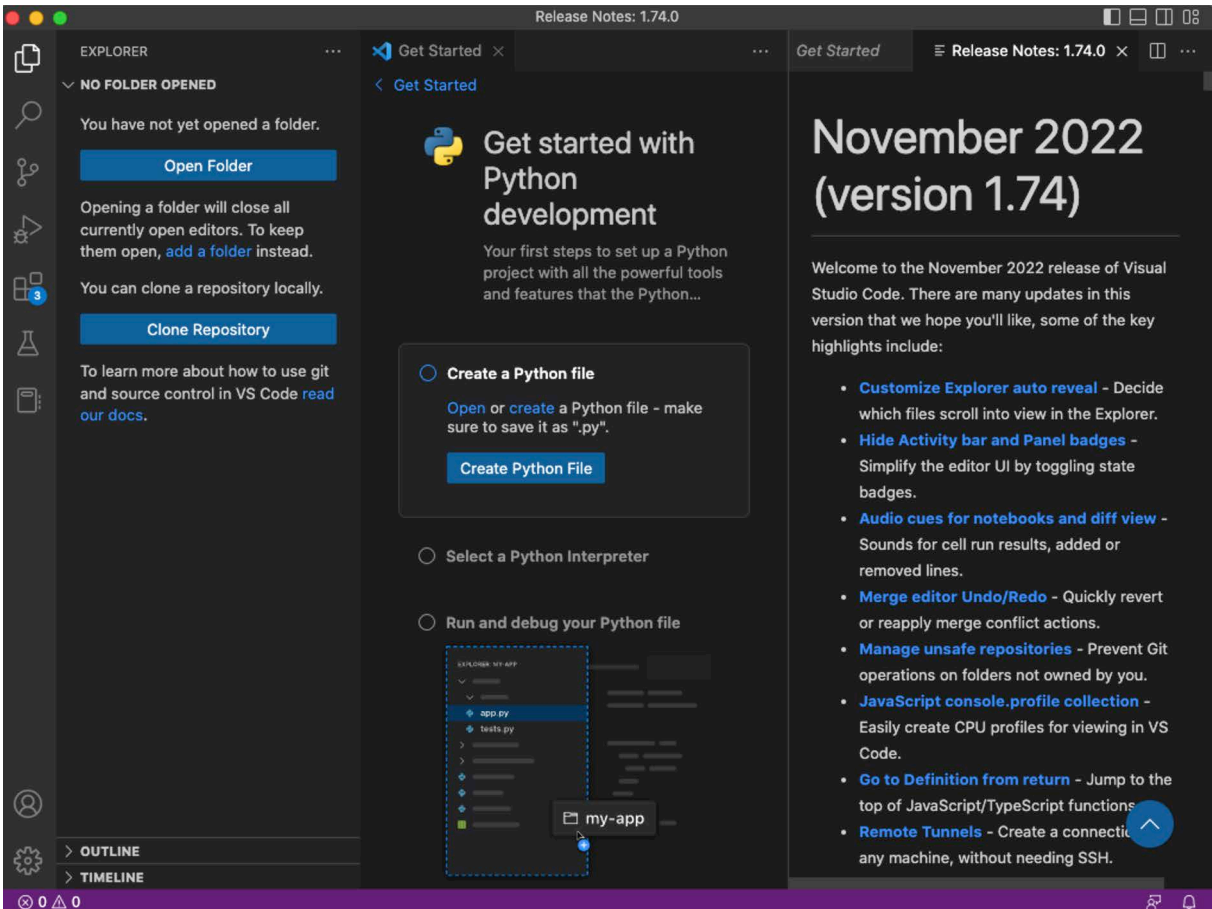 Release Notes: 1.74.0
EXPLORER
NO FOLDER OPENED
You have not yet opened a folder.
Open Folder
Opening a folder will close all
currently open editors. To keep
them open, add a folder instead.
You can clone a repository locally.
Clone Repository
To learn more about how to use git
and source control in VS Code read
our docs.
3
OUTLINE
TIMELINE
Get Started
Get Started
Get started with
Python
development
Your first steps to set up a Python
project with all the powerful tools
and features that the Python...
Create a Python file
Open or create a Python file - make
sure to save it as ".py".
Create Python File
Select a Python Interpreter
Run and debug your Python file
EXPLORER: MY-APP
app.py
tests.py
my-app
Get Started
Release Notes: 1.74.0
November 2022
(version 1.74)
Welcome to the November 2022 release of Visual
Studio Code. There are many updates in this
version that we hope you'll like, some of the key
highlights include:
• Customize Explorer auto reveal - Decide
which files scroll into view in the Explorer.
• Hide Activity bar and Panel badges -
Simplify the editor UI by toggling state
badges.
• Audio cues for notebooks and diff view -
Sounds for cell run results, added or
removed lines.
• Merge editor Undo/Redo - Quickly revert
or reapply merge conflict actions.
• Manage unsafe repositories - Prevent Git
operations on folders not owned by you.
• JavaScript console.profile collection -
Easily create CPU profiles for viewing in VS
Code.
• Go to Definition from return - Jump to the
top of JavaScript/TypeScript functions
• Remote Tunnels - Create a
any machine, without needing SSH.
0 0